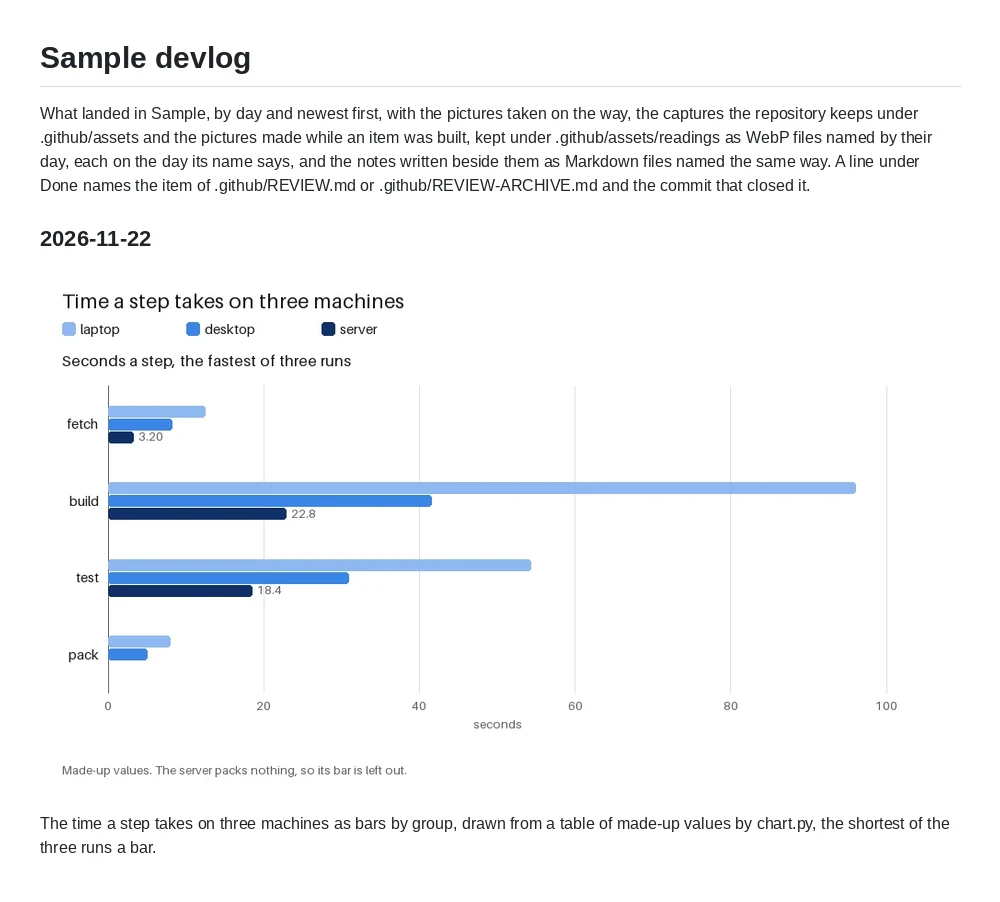 Sample devlog
What landed in Sample, by day and newest first, with the pictures taken on the way, the captures the repository keeps under
.github/assets and the pictures made while an item was built, kept under .github/assets/readings as WebP files named by their
day, each on the day its name says, and the notes written beside them as Markdown files named the same way. A line under
Done names the item of .github/REVIEW.md or .github/REVIEW-ARCHIVE.md and the commit that closed it.
2026-11-22
Time a step takes on three machines
laptop desktop server
Seconds a step, the fastest of three runs
fetch
3.20
build
22.8
test
18.4
pack
0 20 40 60 80 100
seconds
Made-up values. The server packs nothing, so its bar is left out.
The time a step takes on three machines as bars by group, drawn from a table of made-up values by chart.py, the shortest of the
three runs a bar.